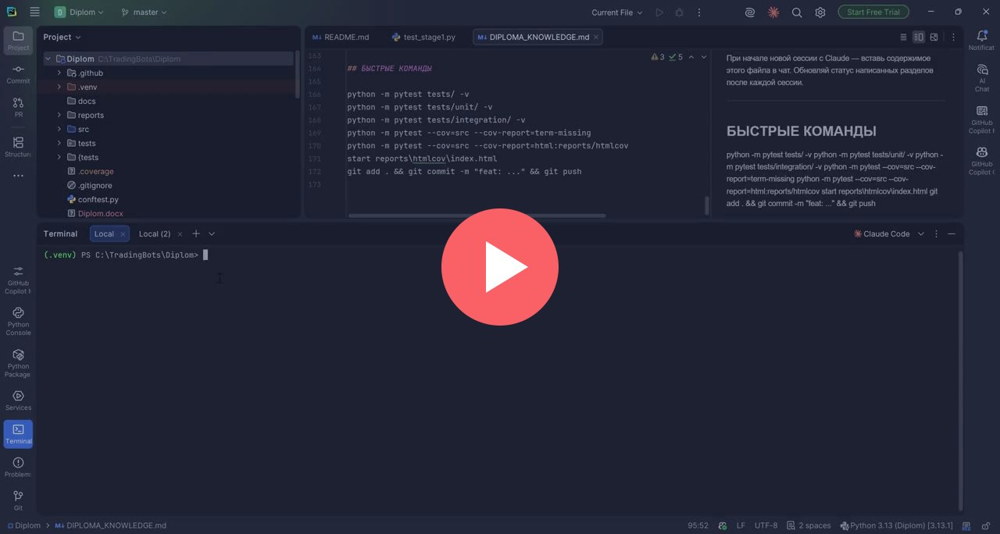 D Diplom
master
Current File
Start Free Trial
Project
Commit
PR
Structure
Project
Diplom C:\TradingBots\Diplom
.github
.venv
docs
reports
src
tests
{tests
.coverage
.gitignore
conftest.py
Diplom.docx
README.md
test_stage1.py
DIPLOMA_KNOWLEDGE.md
3 5
163
164 ## БЫСТРЫЕ КОМАНДЫ
165
166 python -m pytest tests/ -v
167 python -m pytest tests/unit/ -v
168 python -m pytest tests/integration/ -v
169 python -m pytest --cov=src --cov-report=term-missing
170 python -m pytest --cov=src --cov-report=html:reports/htmlcov
171 start reports\htmlcov\index.html
172 git add . && git commit -m "feat: ..." && git push
173
При начале новой сессии с Claude — вставь содержимое
этого файла в чат. Обновляй статус написанных разделов
после каждой сессии.
БЫСТРЫЕ КОМАНДЫ
python -m pytest tests/ -v python -m pytest tests/unit/ -v python -
m pytest tests/integration/ -v python -m pytest --cov=src --cov-
report=term-missing python -m pytest --cov=src --cov-
report=html:reports/htmlcov start reports\htmlcov\index.html git
add . && git commit -m "feat: ..." && git push
Notificat
AI
Chat
GitHub
Copilot
GitHub
Copilot
Terminal
Local
Local (2)
Claude Code
(.venv) PS C:\TradingBots\Diplom>
GitHub
Copilot
Python
Console
Python
Package
Services
Terminal
Problem
Git
Diplom
DIPLOMA_KNOWLEDGE.md
95:52
LF
UTF-8
2 spaces
Python 3.13 (Diplom) [3.13.1]